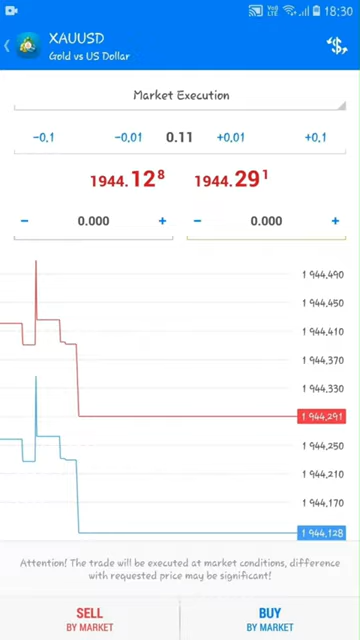 18:30
XAUUSD
Gold vs US Dollar
Market Execution
-0.1 -0.01 0.11 +0.01 +0.1
1944.128 1944.291
- 0.000 + - 0.000 +
1 944.490
1 944.450
1 944.410
1 944.370
1 944.330
1 944.291
1 944.250
1 944.210
1 944.170
1 944.128
Attention! The trade will be executed at market conditions, difference
with requested price may be significant!
SELL BUY
BY MARKET BY MARKET